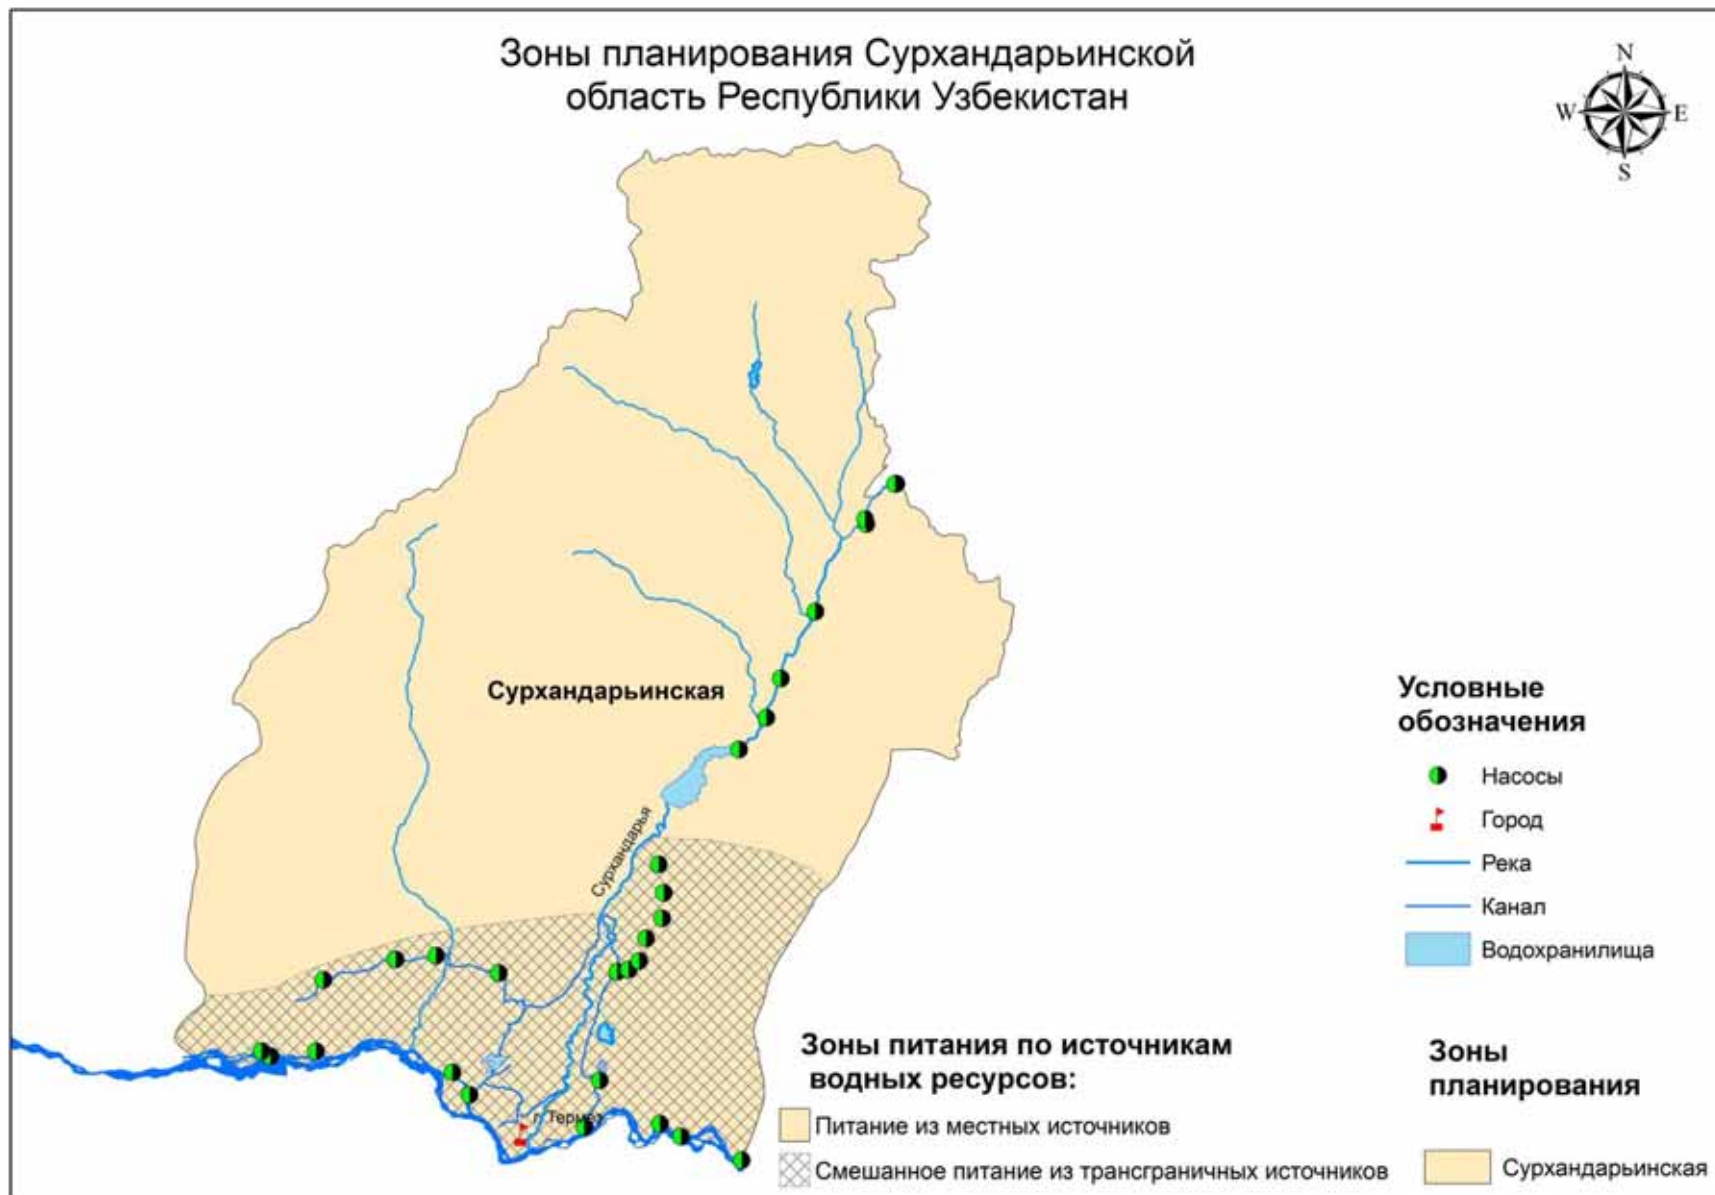 Зоны планирования Сурхандарьинской
область Республики Узбекистан
N
W
E
S
Сурхандарьинская
Сурхандарья
г. Термез
Условные
обозначения
Насосы
Город
Река
Канал
Водохранилища
Зоны питания по источникам
водных ресурсов:
Питание из местных источников
Смешанное питание из трансграничных источников
Зоны
планирования
Сурхандарьинская